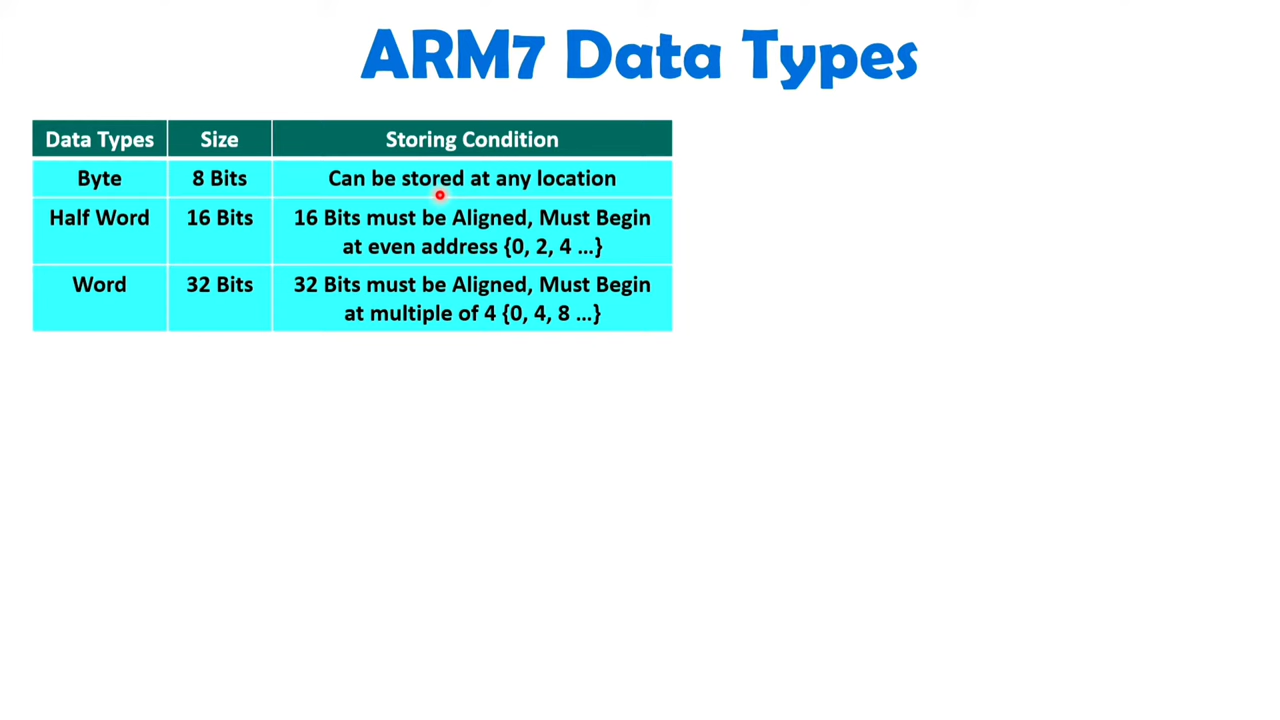 ARM7 Data Types
Data Types Size Storing Condition
Byte 8 Bits Can be stored at any location
Half Word 16 Bits 16 Bits must be Aligned, Must Begin
at even address {0, 2, 4 ...}
Word 32 Bits 32 Bits must be Aligned, Must Begin
at multiple of 4 {0, 4, 8 ...}